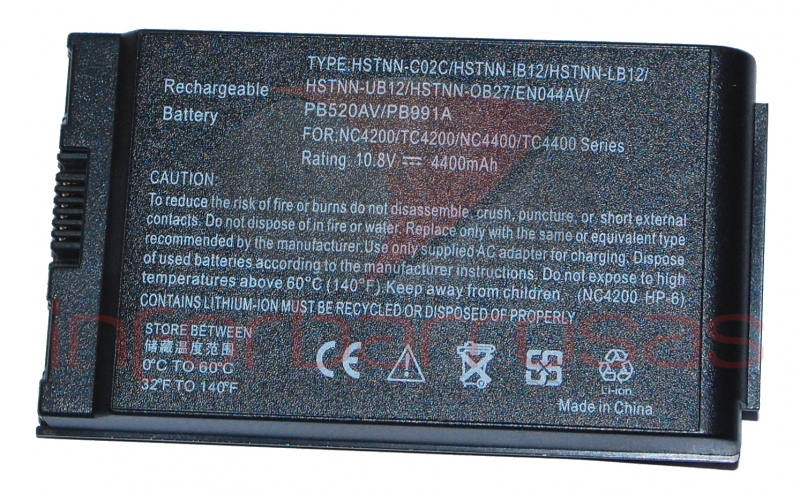 TYPE:HSTNN-C02C/HSTNN-IB12/HSTNN-LB12/
Rechargeable HSTNN-UB12/HSTNN-OB27/EN044AV/
Battery PB520AV/PB991A
FOR:NC4200/TC4200/NC4400/TC4400 Series
Rating: 10.8V 4400mAh
CAUTION:
To reduce the risk of fire or burns do not disassemble, crush, puncture, or short external
contacts. Do not dispose of in fire or water. Replace only with the same or equivalent type
recommended by the manufacturer.Use only supplied AC adapter for charging. Dispose
of used batteries according to the manufacturer's instructions. Do not expose to high
temperatures above 60°C (140°F).Keep away from children. (NC4200 HP-6)
CONTAINS LITHIUM-ION MUST BE RECYCLED OR DISPOSED OF PROPERLY.
STORE BETWEEN
储藏温度范围
0°C TO 60°C
32°F TO 140°F
CE
Li-ion
Made in China
inforbarrosas